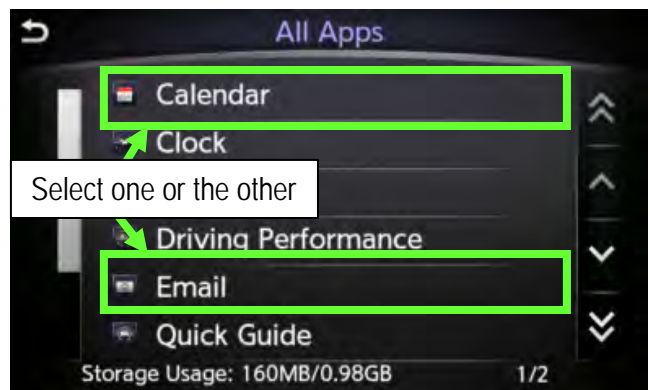 All Apps
Calendar
Clock
Select one or the other
Driving Performance
Email
Quick Guide
Storage Usage: 160MB/0.98GB 1/2